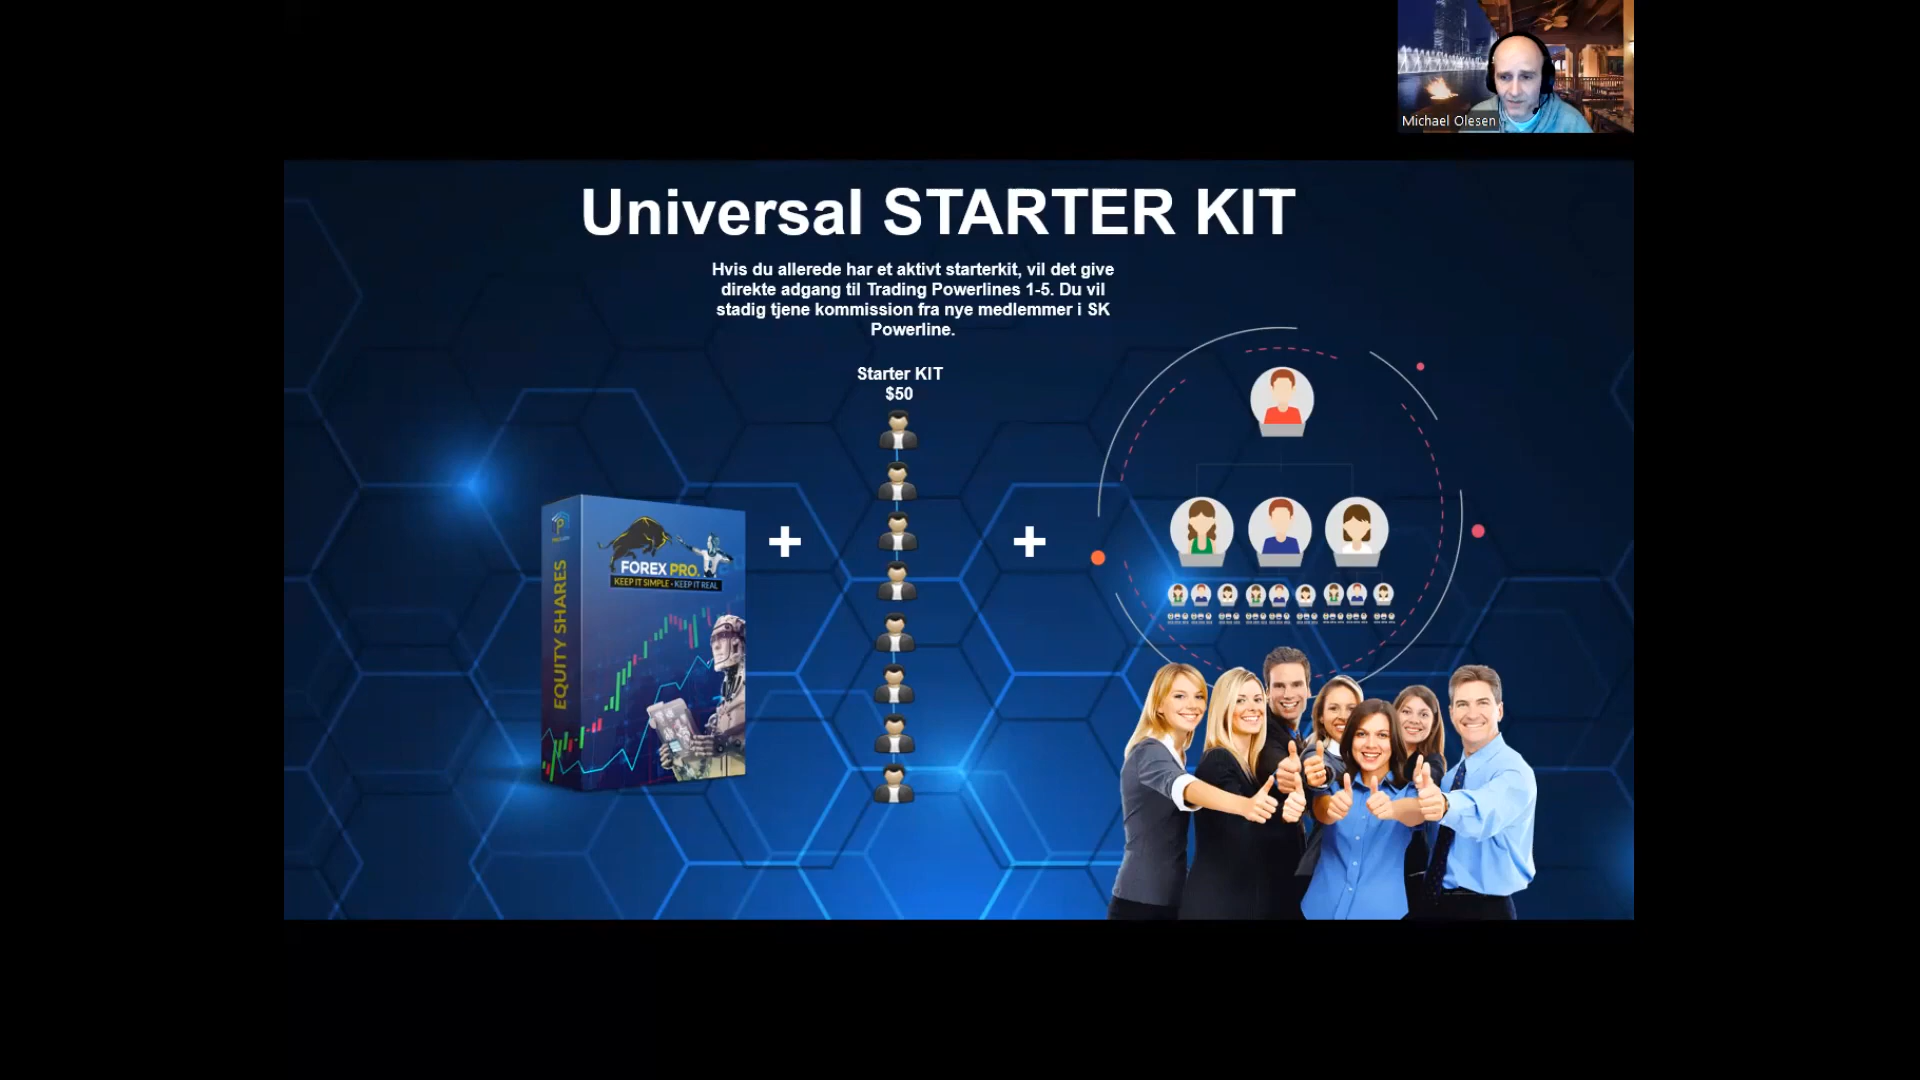 Michael Olesen
Universal STARTER KIT
Hvis du allerede har et aktivt starterkit, vil det give
direkte adgang til Trading Powerlines 1-5. Du vil
stadig tjene kommission fra nye medlemmer i SK
Powerline.
Starter KIT
$50
+
+
EQUITY SHARES
FOREX PRO.
KEEP IT SIMPLE - KEEP IT REAL